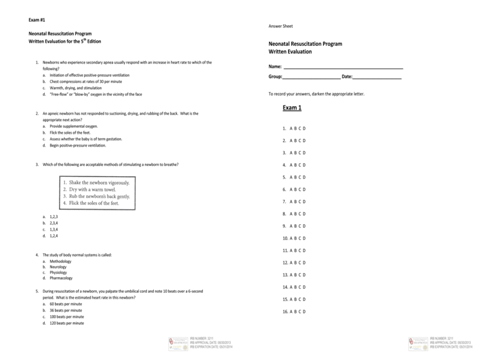 Exam #1
Neonatal Resuscitation Program
Written Evaluation for the 5th Edition
1. Newborns who experience secondary apnea usually respond with an increase in heart rate to which of the
following?
a. Initiation of effective positive-pressure ventilation
b. Chest compressions at rates of 30 per minute
c. Warmth, drying, and stimulation
d. "Free-flow" or "blow-by" oxygen in the vicinity of the face
2. An apneic newborn has not responded to suctioning, drying, and rubbing of the back. What is the
appropriate next action?
a. Provide supplemental oxygen.
b. Flick the soles of the feet.
c. Assess whether the baby is of term gestation.
d. Begin positive-pressure ventilation.
3. Which of the following are acceptable methods of stimulating a newborn to breathe?
1. Shake the newborn vigorously.
2. Dry with a warm towel.
3. Rub the newborn's back gently.
4. Flick the soles of the feet.
a. 1,2,3
b. 2,3,4
c. 1,3,4
d. 1,2,4
4. The study of body normal systems is called:
a. Methodology
b. Neurology
c. Physiology
d. Pharmacology
5. During resuscitation of a newborn, you palpate the umbilical cord and note 10 beats over a 6-second
period. What is the estimated heart rate in this newborn?
a. 60 beats per minute
b. 36 beats per minute
c. 100 beats per minute
d. 120 beats per minute
Answer Sheet
Neonatal Resuscitation Program
Written Evaluation
Name:
Group: Date:
To record your answers, darken the appropriate letter.
Exam 1
1. A B C D
2. A B C D
3. A B C D
4. A B C D
5. A B C D
6. A B C D
7. A B C D
8. A B C D
9. A B C D
10. A B C D
11. A B C D
12. A B C D
13. A B C D
14. A B C D
15. A B C D
16. A B C D